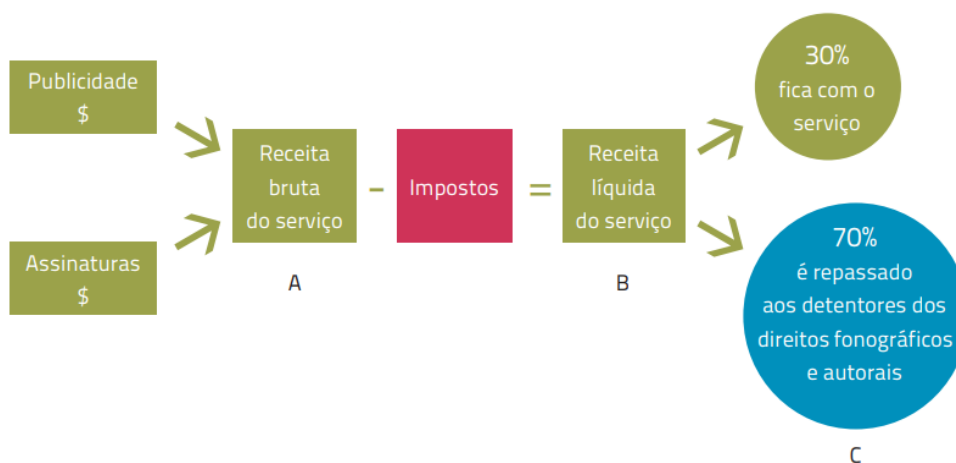 Publicidade
$
Assinaturas
$
Receita
bruta
do serviço
A
-
Impostos
=
Receita
líquida
do serviço
B
30%
fica com o
serviço
70%
é repassado
aos detentores dos
direitos fonográficos
e autorais
C